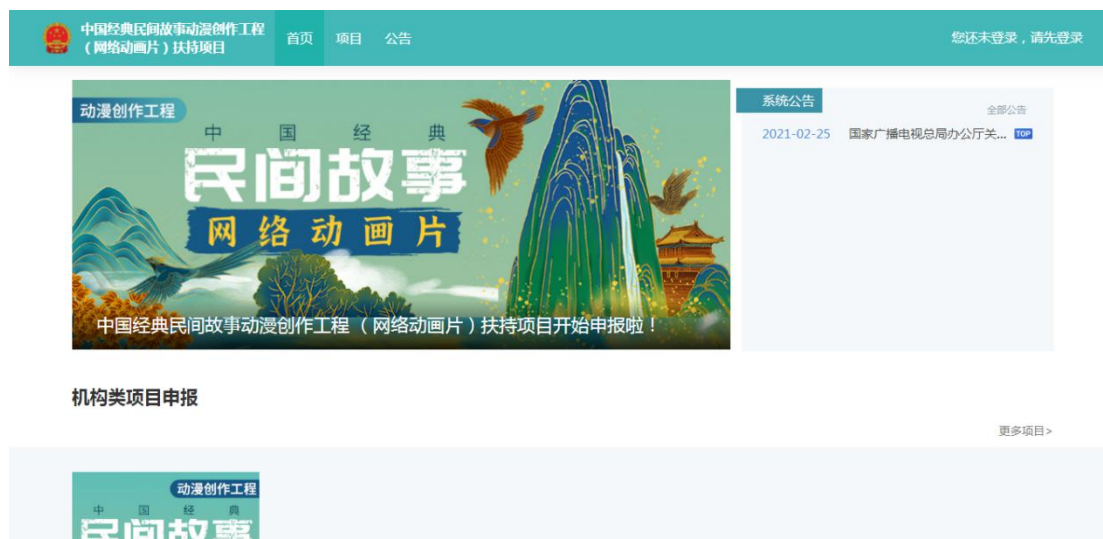 中国经典民间故事动漫创作工程
（网络动画片）扶持项目
首页 项目 公告
您还未登录，请先登录
动漫创作工程
中国经典
民间故事
网络动画片
中国经典民间故事动漫创作工程 （网络动画片）扶持项目开始申报啦！
系统公告
全部公告
2021-02-25 国家广播电视总局办公厅关... TOP
机构类项目申报
更多项目>
动漫创作工程
中国经典
民间故事